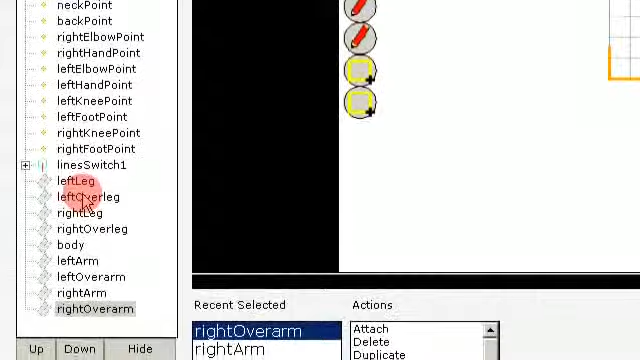 neckPoint
backPoint
rightElbowPoint
rightHandPoint
leftElbowPoint
leftHandPoint
leftKneePoint
leftFootPoint
rightKneePoint
rightFootPoint
linesSwitch1
leftLeg
leftOverleg
rightLeg
rightOverleg
body
leftArm
leftOverarm
rightArm
rightOverarm
Up Down Hide
Recent Selected
rightOverarm
rightArm
Actions
Attach
Delete
Duplicate